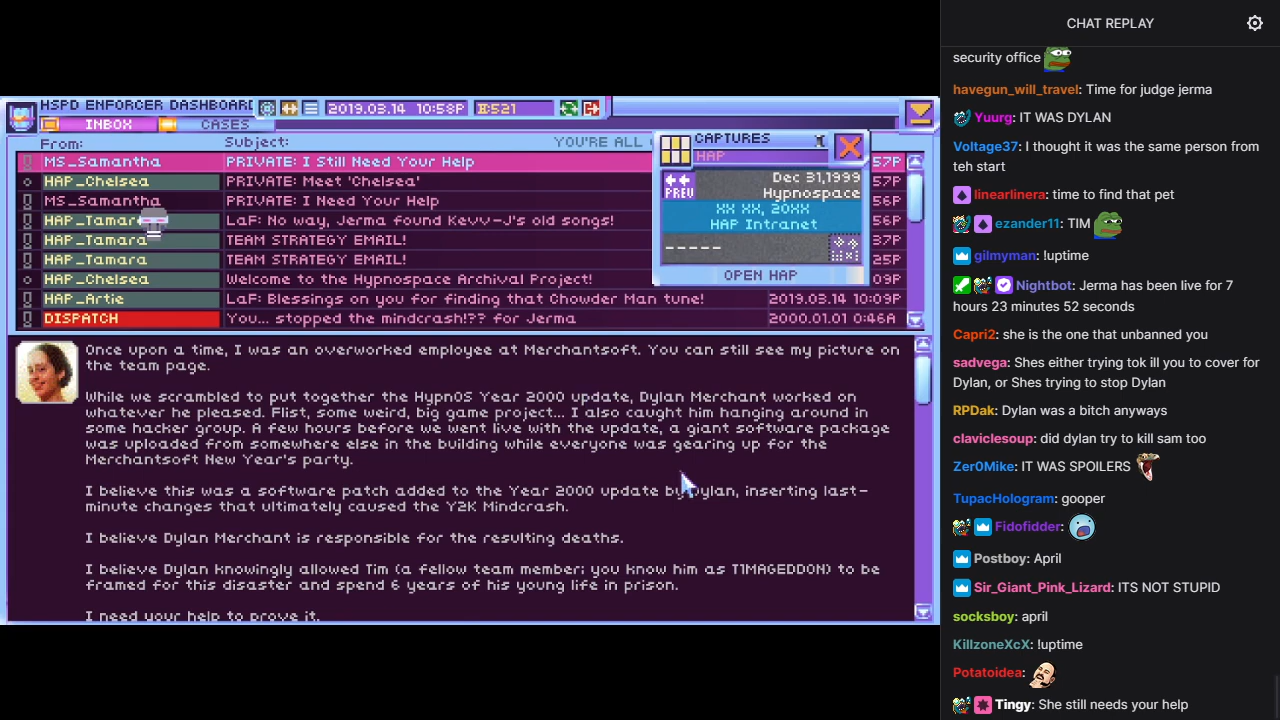 HSPD ENFORCER DASHBOARD
2019.03.14 10:58P
521
INBOX
CASES
From:
Subject:
YOU'RE ALL
MS_Samantha
PRIVATE: I Still Need Your Help
57P
HAP_Chelsea
PRIVATE: Meet 'Chelsea'
57P
MS_Samantha
PRIVATE: I Need Your Help
56P
HAP_Tamara
LaF: No way, Jerma found Kevv-J's old songs!
56P
HAP_Tamara
TEAM STRATEGY EMAIL!
37P
HAP_Tamara
TEAM STRATEGY EMAIL!
25P
HAP_Chelsea
Welcome to the Hypnospace Archival Project!
09P
HAP_Artie
LaF: Blessings on you for finding that Chowder Man tune!
2019.03.14 10:09P
DISPATCH
You... stopped the mindcrash!?? for Jerma
2000.01.01 0:46A
CAPTURES
HAP
PREV
Dec 31,1999
Hypnospace
XX XX, 20XX
HAP Intranet
-----
OPEN HAP
Once upon a time, I was an overworked employee at Merchantsoft. You can still see my picture on
the team page.
While we scrambled to put together the HypnOS Year 2000 update, Dylan Merchant worked on
whatever he pleased. Flist, some weird, big game project... I also caught him hanging around in
some hacker group. A few hours before we went live with the update, a giant software package
was uploaded from somewhere else in the building while everyone was gearing up for the
Merchantsoft New Year's party.
I believe this was a software patch added to the Year 2000 update by Dylan, inserting last-
minute changes that ultimately caused the Y2K Mindcrash.
I believe Dylan Merchant is responsible for the resulting deaths.
I believe Dylan knowingly allowed Tim (a fellow team member; you know him as T1MAGEDDON) to be
framed for this disaster and spend 6 years of his young life in prison.
I need your help to prove it.
CHAT REPLAY
security office
havegun_will_travel: Time for judge jerma
Yuurg: IT WAS DYLAN
Voltage37: I thought it was the same person from
teh start
linearlinera: time to find that pet
ezander11: TIM
gilmyman: !uptime
Nightbot: Jerma has been live for 7
hours 23 minutes 52 seconds
Capri2: she is the one that unbanned you
sadvega: Shes either trying tok ill you to cover for
Dylan, or Shes trying to stop Dylan
RPDak: Dylan was a bitch anyways
claviclesoup: did dylan try to kill sam too
Zer0Mike: IT WAS SPOILERS
TupacHologram: gooper
Fidofidder:
Postboy: April
Sir_Giant_Pink_Lizard: ITS NOT STUPID
socksboy: april
KillzoneXcX: !uptime
Potatoidea:
Tingy: She still needs your help